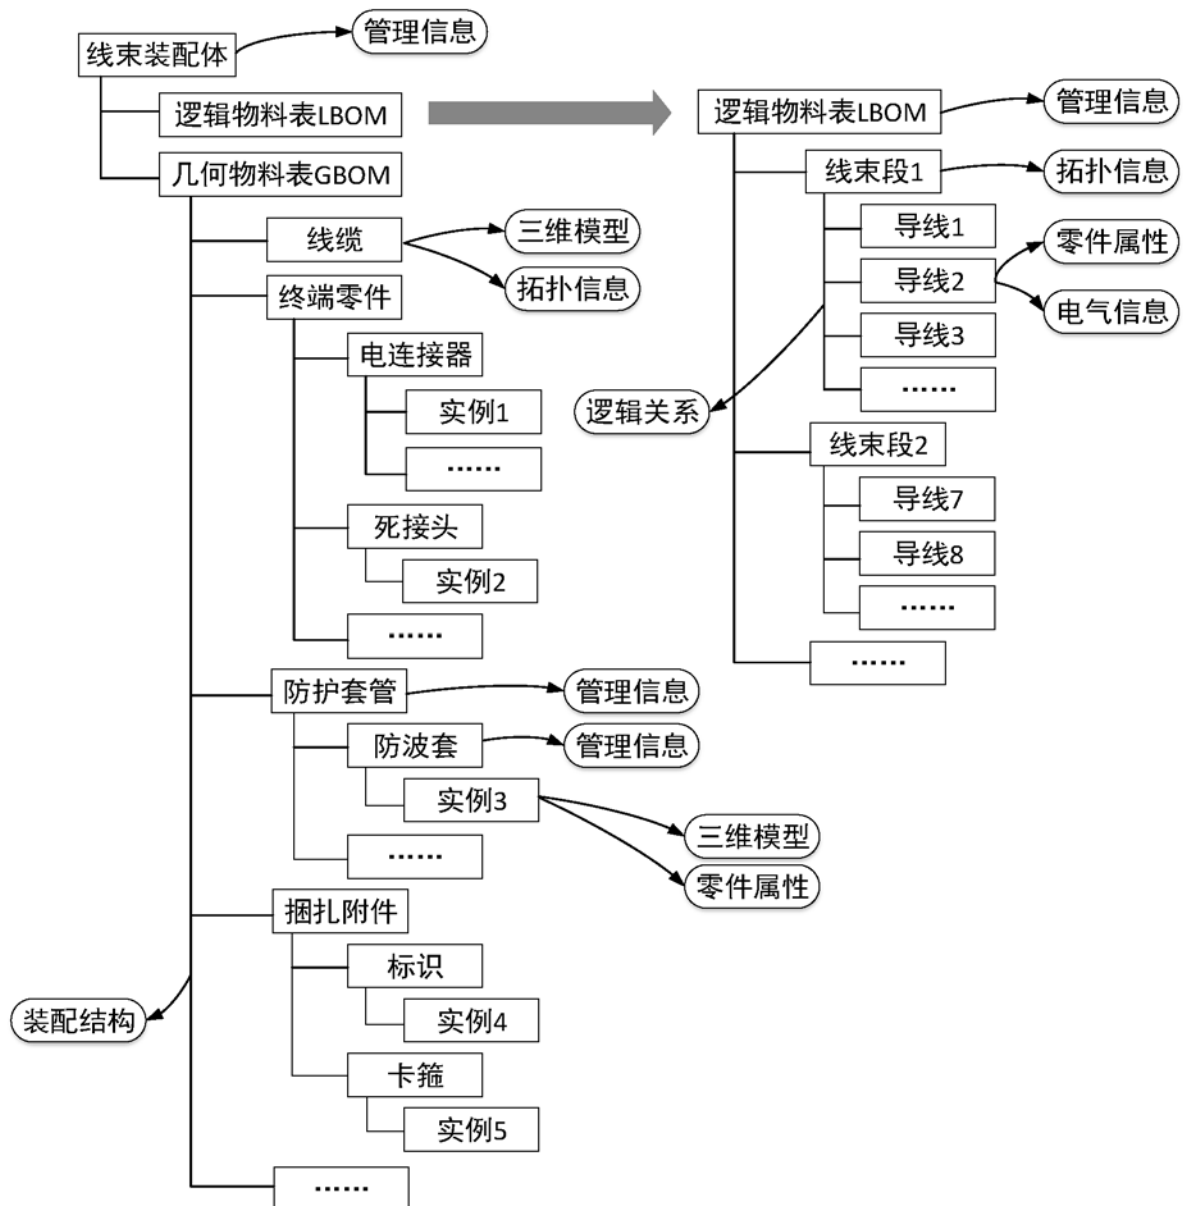 线束装配体
管理信息
逻辑物料表LBOM
几何物料表GBOM
线缆
三维模型
拓扑信息
终端零件
电连接器
实例1
……
死接头
实例2
……
防护套管
管理信息
防波套
管理信息
实例3
三维模型
零件属性
……
捆扎附件
标识
实例4
卡箍
实例5
……
装配结构
逻辑物料表LBOM
管理信息
线束段1
拓扑信息
导线1
导线2
零件属性
电气信息
导线3
……
逻辑关系
线束段2
导线7
导线8
……
……